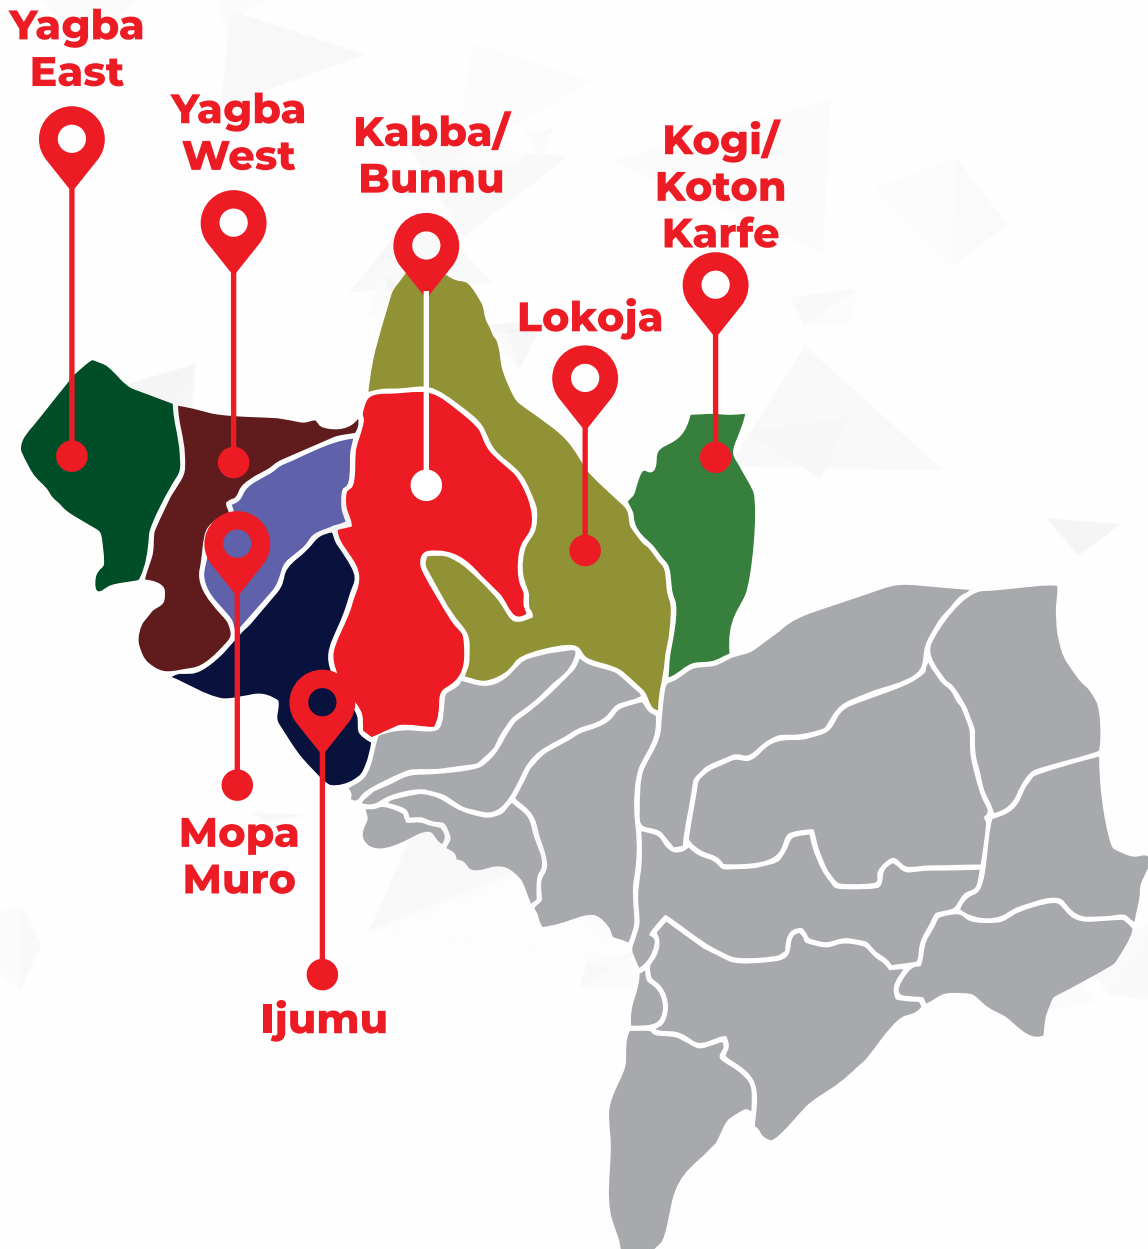 Yagba
East
Yagba
West
Kabba/
Bunnu
Kogi/
Koton
Karfe
Lokoja
Mopa
Muro
Ijumu